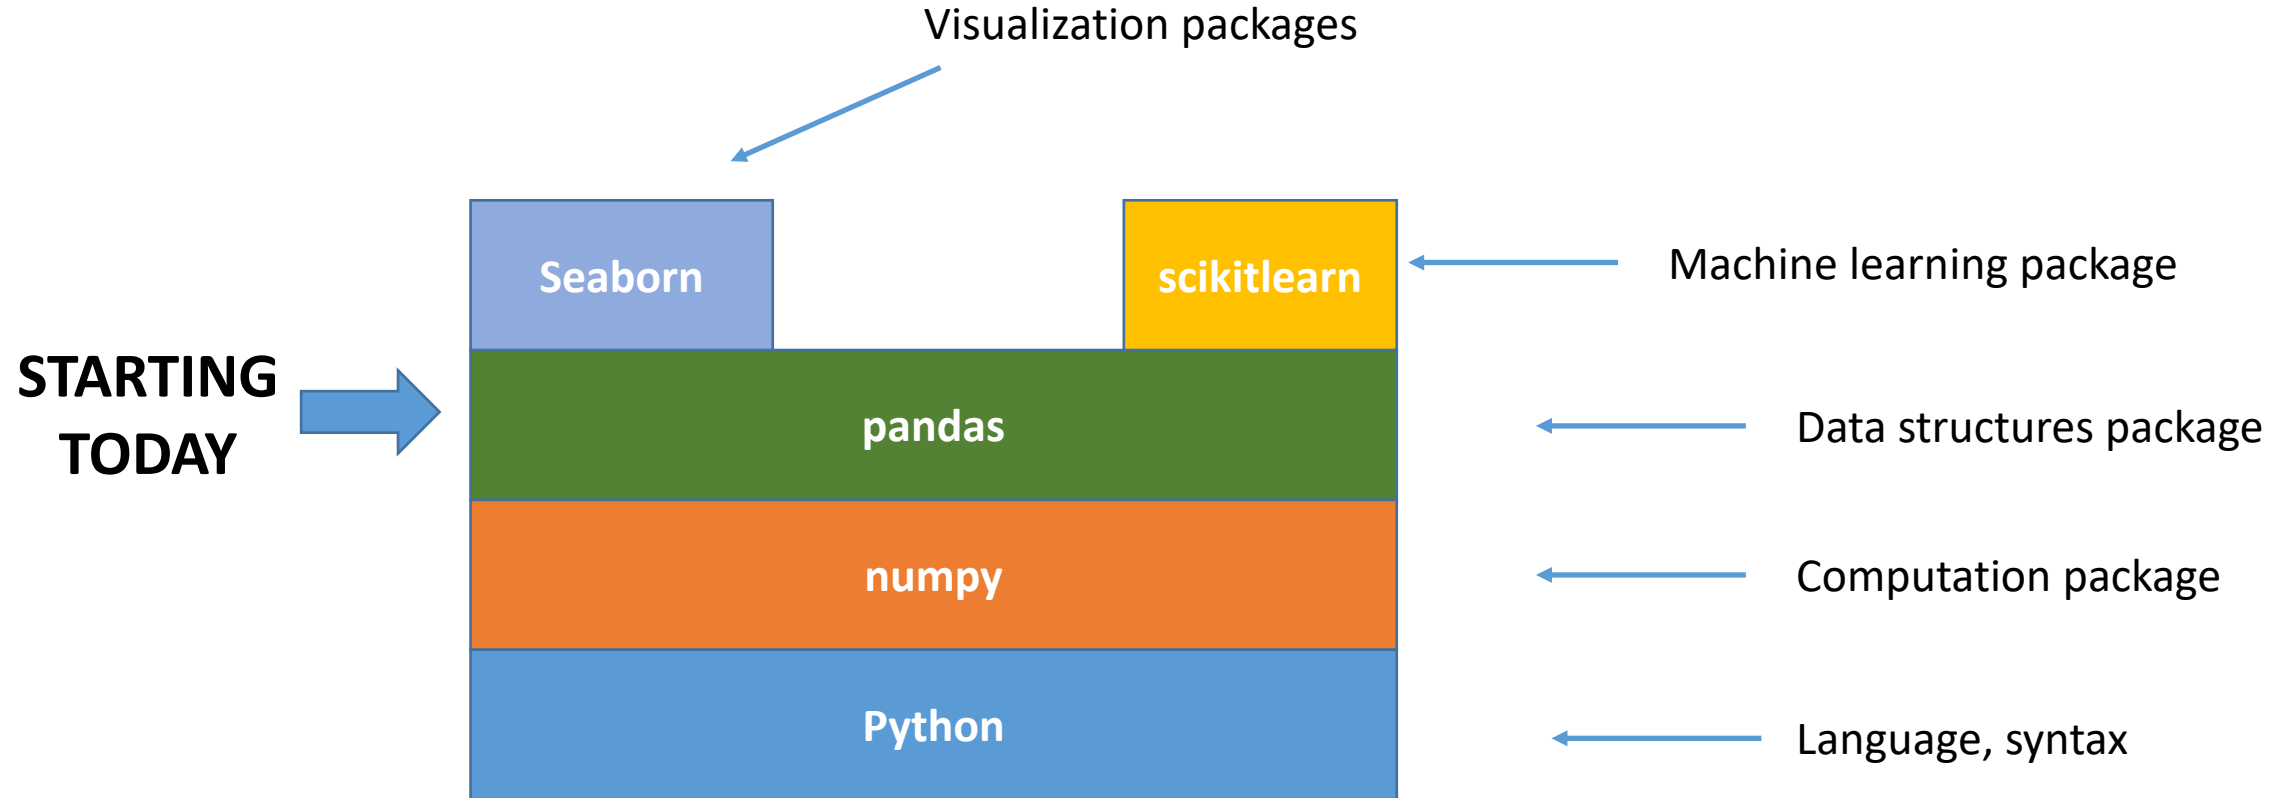 Visualization packages
Seaborn
scikitlearn
Machine learning package
STARTING
TODAY
pandas
Data structures package
numpy
Computation package
Python
Language, syntax